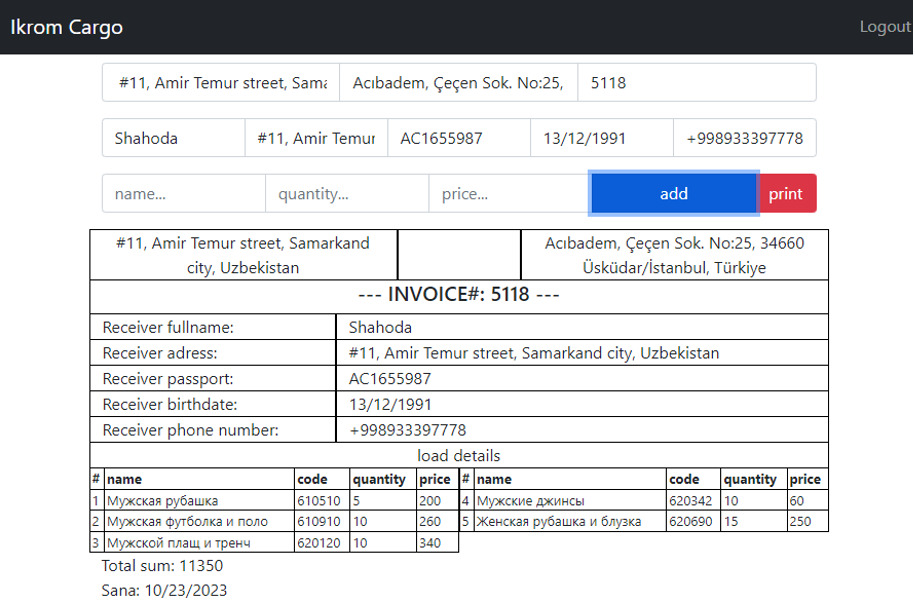 Ikrom Cargo Logout
#11, Amir Temur street, Sama Acıbadem, Çeçen Sok. No:25, 5118
Shahoda #11, Amir Temur AC1655987 13/12/1991 +998933397778
name... quantity... price... add print
#11, Amir Temur street, Samarkand city, Uzbekistan
Acıbadem, Çeçen Sok. No:25, 34660 Üsküdar/İstanbul, Türkiye
--- INVOICE#: 5118 ---
Receiver fullname: Shahoda
Receiver adress: #11, Amir Temur street, Samarkand city, Uzbekistan
Receiver passport: AC1655987
Receiver birthdate: 13/12/1991
Receiver phone number: +998933397778
load details
# name code quantity price # name code quantity price
1 Мужская рубашка 610510 5 200 4 Мужские джинсы 620342 10 60
2 Мужская футболка и поло 610910 10 260 5 Женская рубашка и блузка 620690 15 250
3 Мужской плащ и тренч 620120 10 340
Total sum: 11350
Sana: 10/23/2023